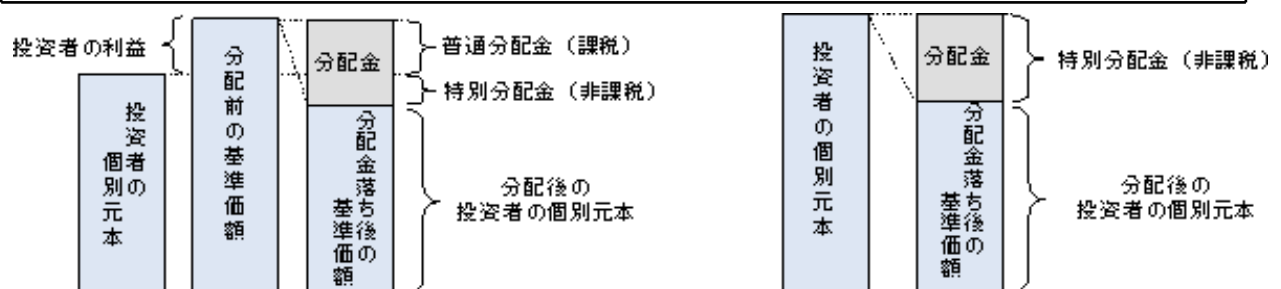 投資者の利益
投資者の
個別元本
分配前の基準価額
分配金
普通分配金（課税）
特別分配金（非課税）
分配金落ち後の
基準価額
分配後の
投資者の個別元本
投資者の個別元本
分配金
特別分配金（非課税）
分配金落ち後の
基準価額
分配後の
投資者の個別元本